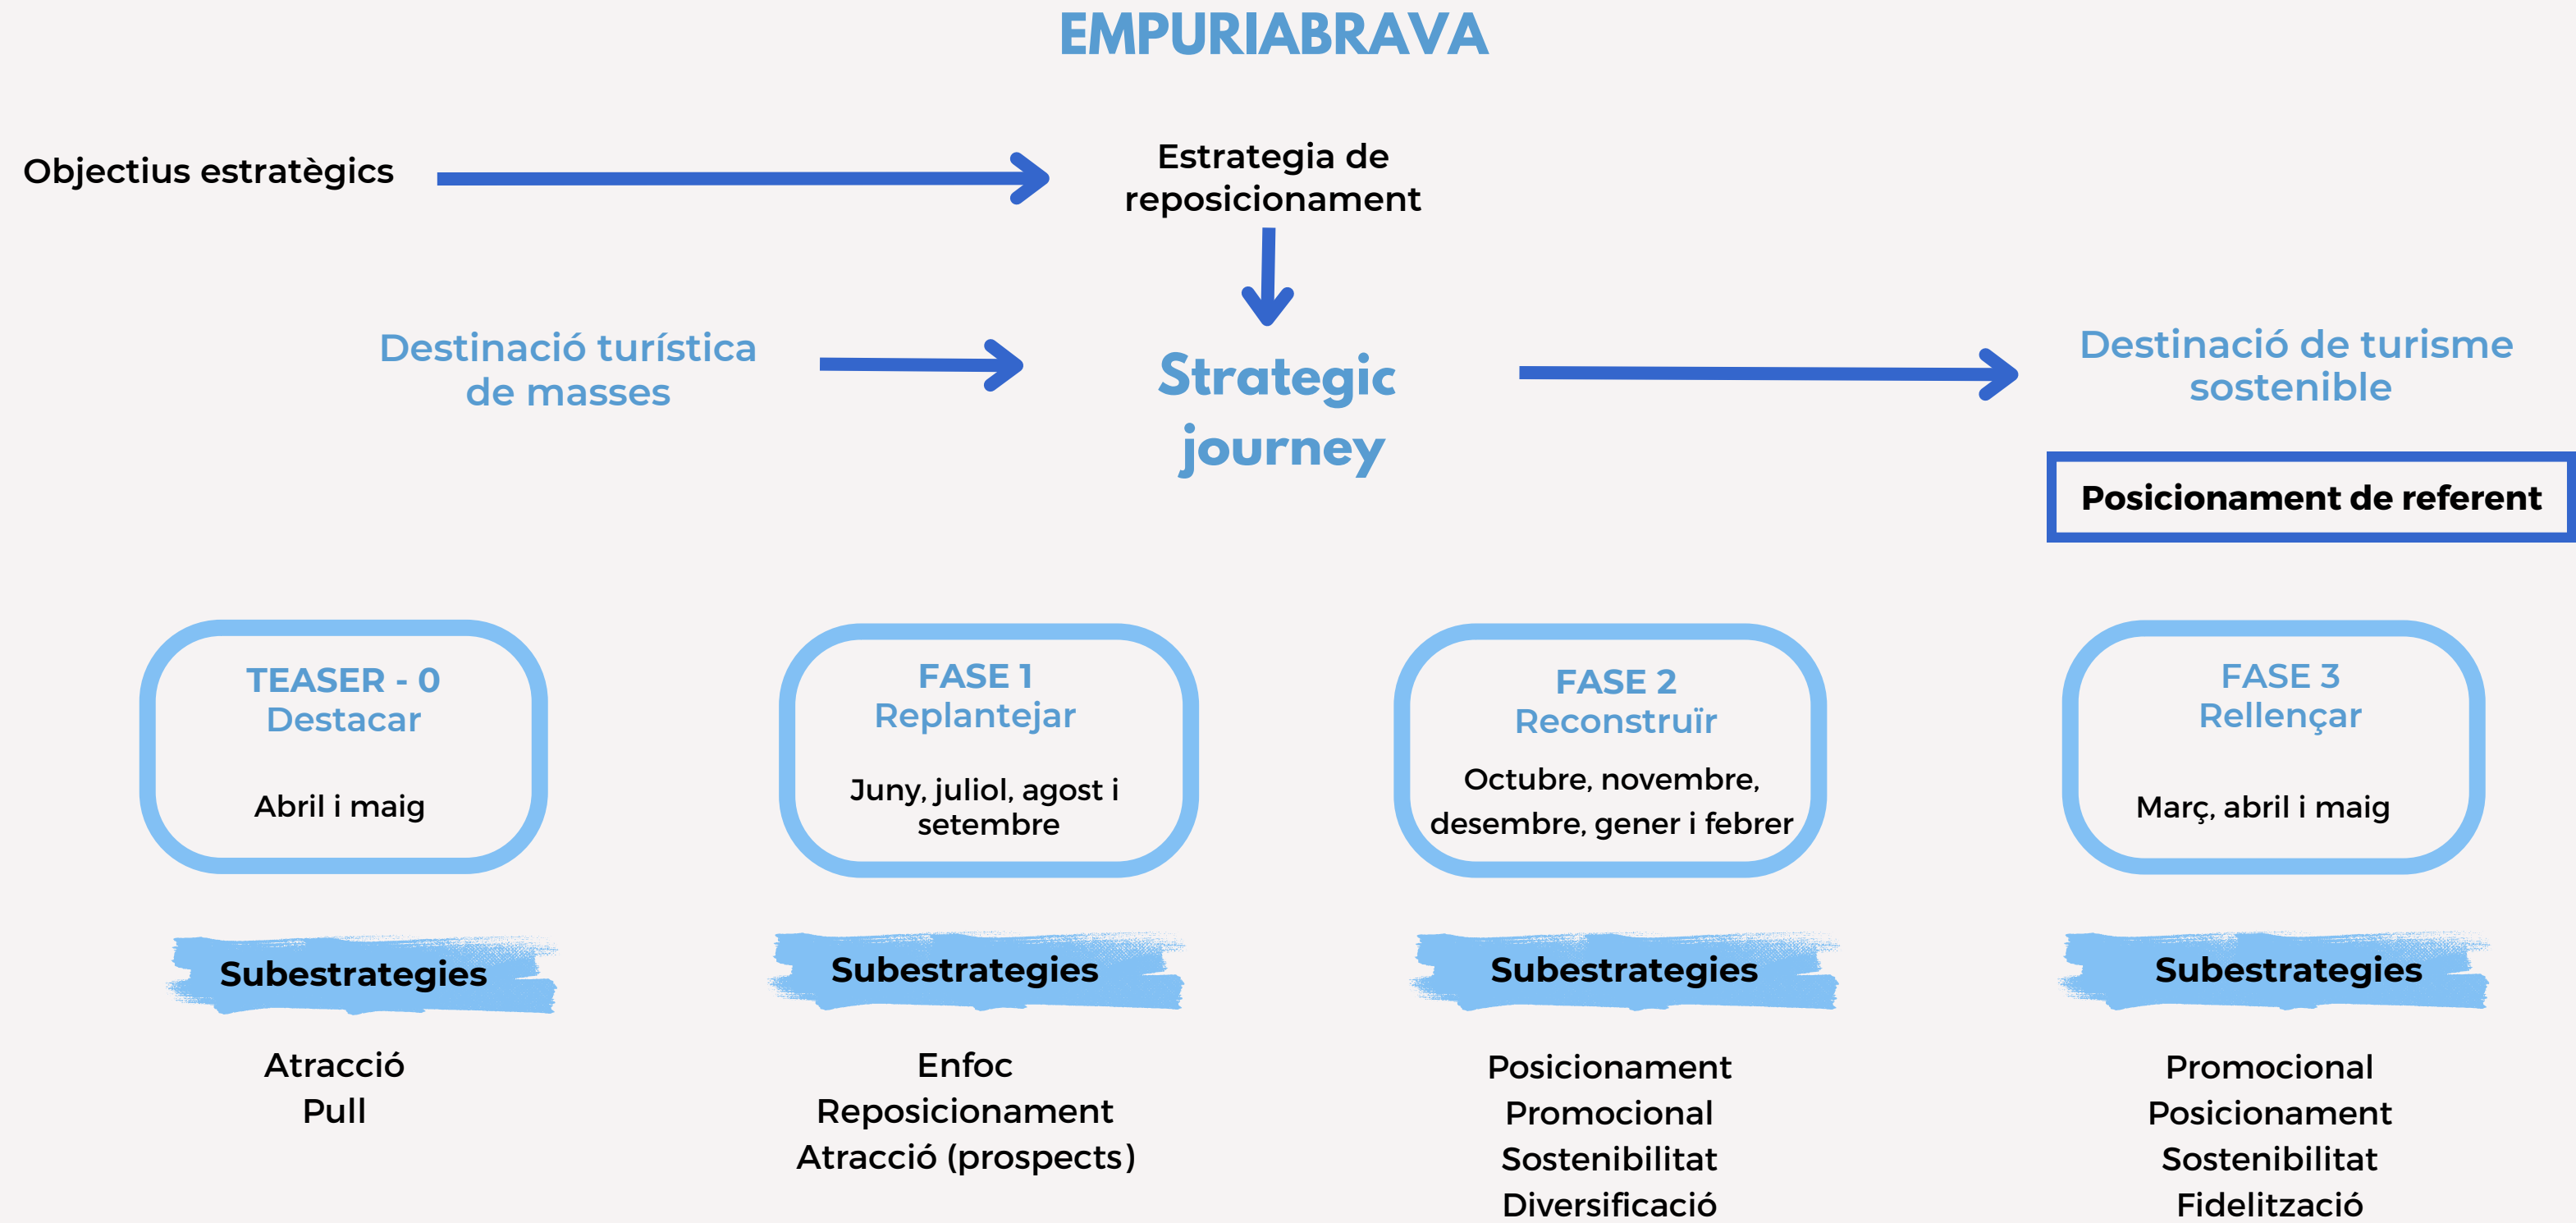 EMPURIABRAVA
Objectius estratègics
Estrategia de
reposicionament
Destinació turística
de masses
Strategic
journey
Destinació de turisme
sostenible
Posicionament de referent
TEASER - 0
Destacar
Abril i maig
FASE 1
Replantejar
Juny, juliol, agost i
setembre
FASE 2
Reconstruïr
Octubre, novembre,
desembre, gener i febrer
FASE 3
Rellençar
Març, abril i maig
Subestrategies
Atracció
Pull
Subestrategies
Enfoc
Reposicionament
Atracció (prospects)
Subestrategies
Posicionament
Promocional
Sostenibilitat
Diversificació
Subestrategies
Promocional
Posicionament
Sostenibilitat
Fidelització